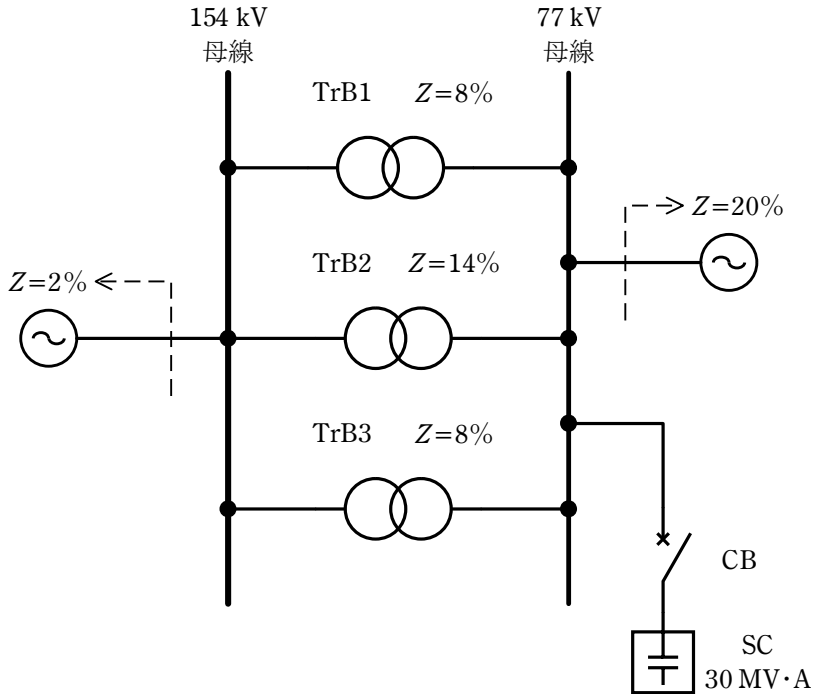 154 kV
母線
77 kV
母線
TrB1 Z=8%
Z=20%
TrB2 Z=14%
Z=2%
TrB3 Z=8%
CB
SC
30 MV·A